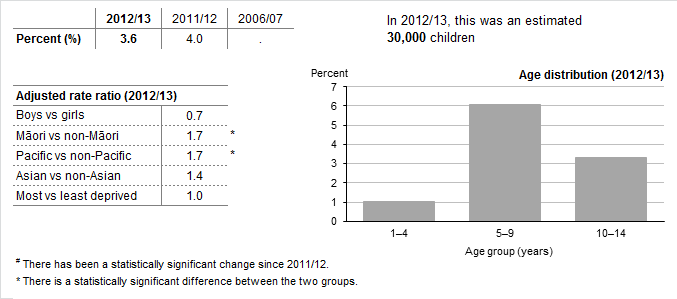 2012/13 2011/12 2006/07
Percent (%) 3.6 4.0 .
In 2012/13, this was an estimated
30,000 children
Adjusted rate ratio (2012/13)
Boys vs girls 0.7
Māori vs non-Māori 1.7 *
Pacific vs non-Pacific 1.7 *
Asian vs non-Asian 1.4
Most vs least deprived 1.0
Percent
Age distribution (2012/13)
7
6
5
4
3
2
1
0
1–4 5–9 10–14
Age group (years)
# There has been a statistically significant change since 2011/12.
* There is a statistically significant difference between the two groups.